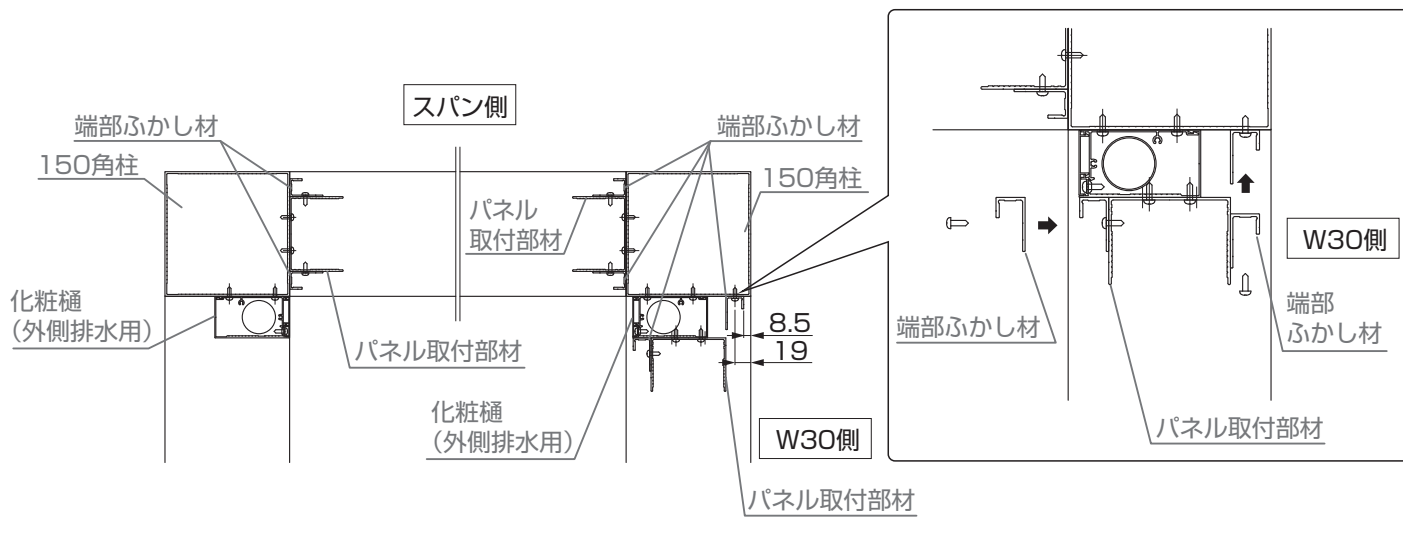 スパン側
端部ふかし材
150角柱
端部ふかし材
150角柱
パネル
取付部材
化粧樋
(外側排水用)
パネル取付部材
8.5
19
化粧樋
(外側排水用)
W30側
パネル取付部材
W30側
端部ふかし材
端部
ふかし材
パネル取付部材